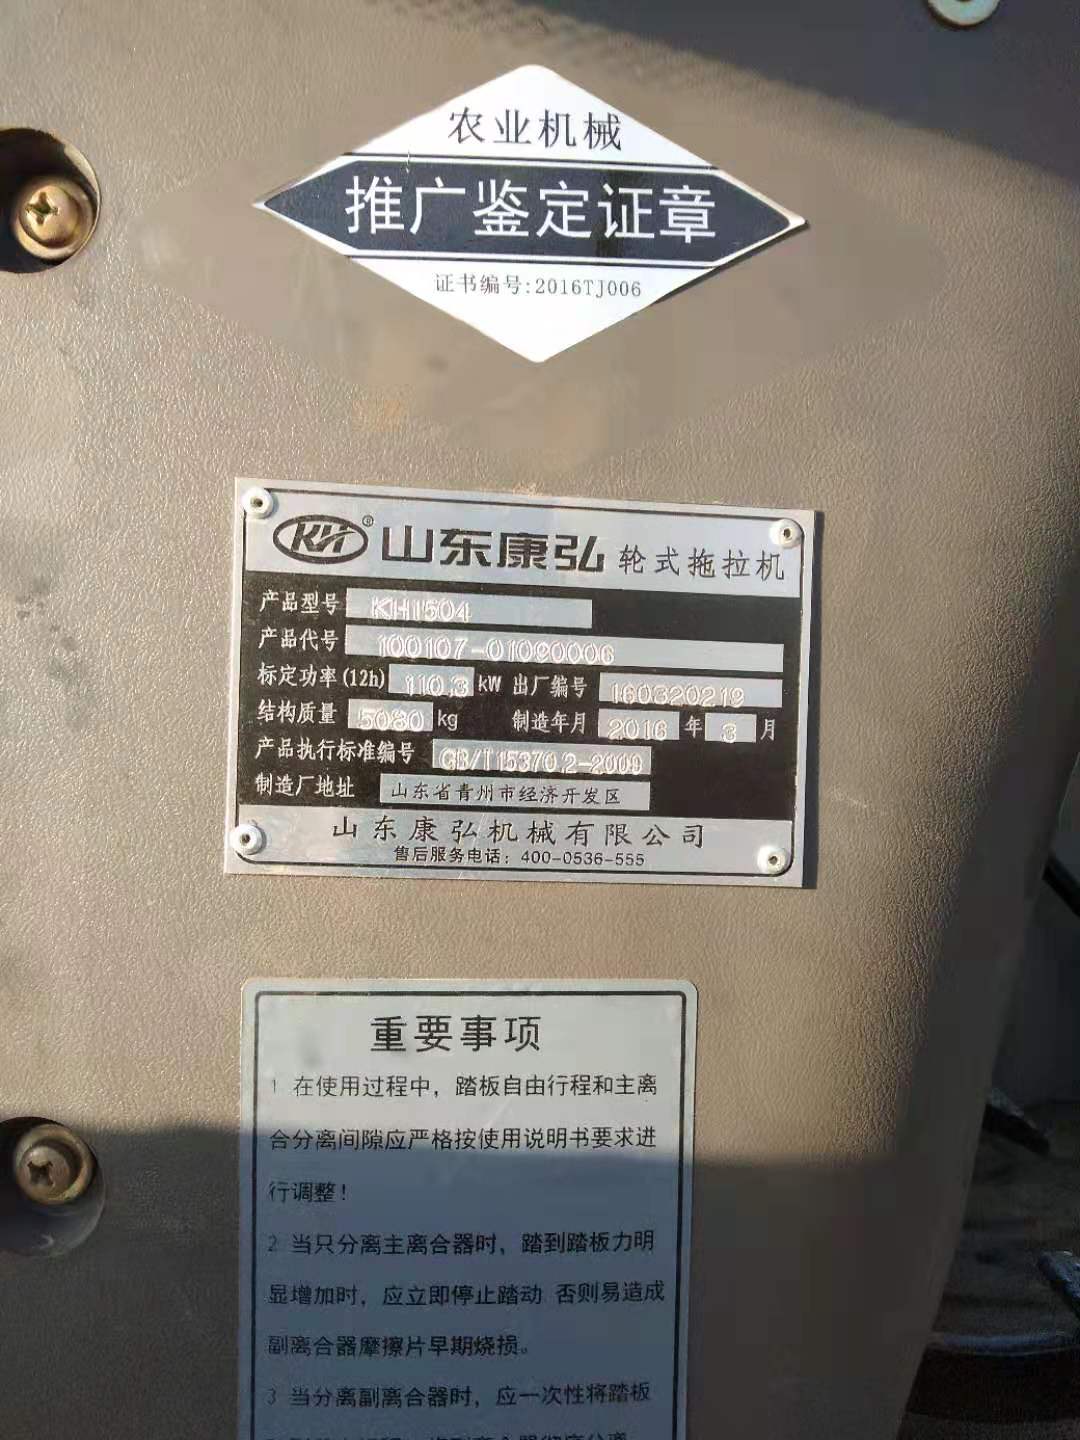 农业机械
推广鉴定证章
证书编号:2016TJ006
KH® 山东康弘 轮式拖拉机
产品型号 KH1504
产品代号 100107-01090006
标定功率(12h) 110.3 kW 出厂编号 160320219
结构质量 5080 kg 制造年月 2016 年 3 月
产品执行标准编号 GB/T15370.2-2009
制造厂地址 山东省青州市经济开发区
山东康弘机械有限公司
售后服务电话：400-0536-555
重要事项
1 在使用过程中，踏板自由行程和主离
合分离间隙应严格按使用说明书要求进
行调整！
2 当只分离主离合器时，踏到踏板力明
显增加时，应立即停止踏动 否则易造成
副离合器摩擦片早期烧损。
3 当分离副离合器时，应一次性将踏板